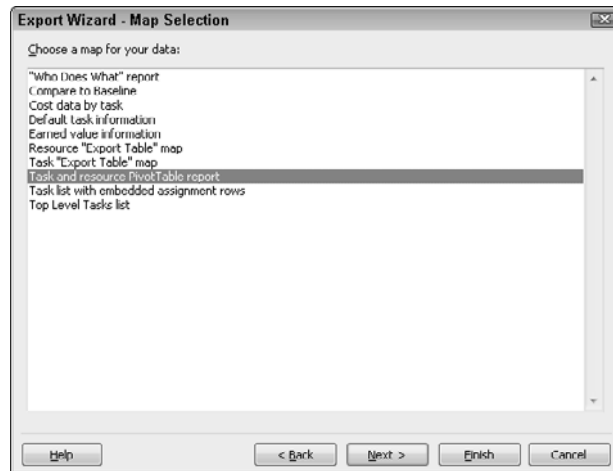 Export Wizard - Map Selection
Choose a map for your data:
"Who Does What" report
Compare to Baseline
Cost data by task
Default task information
Earned value information
Resource "Export Table" map
Task "Export Table" map
Task and resource PivotTable report
Task list with embedded assignment rows
Top Level Tasks list
Help
< Back
Next >
Finish
Cancel